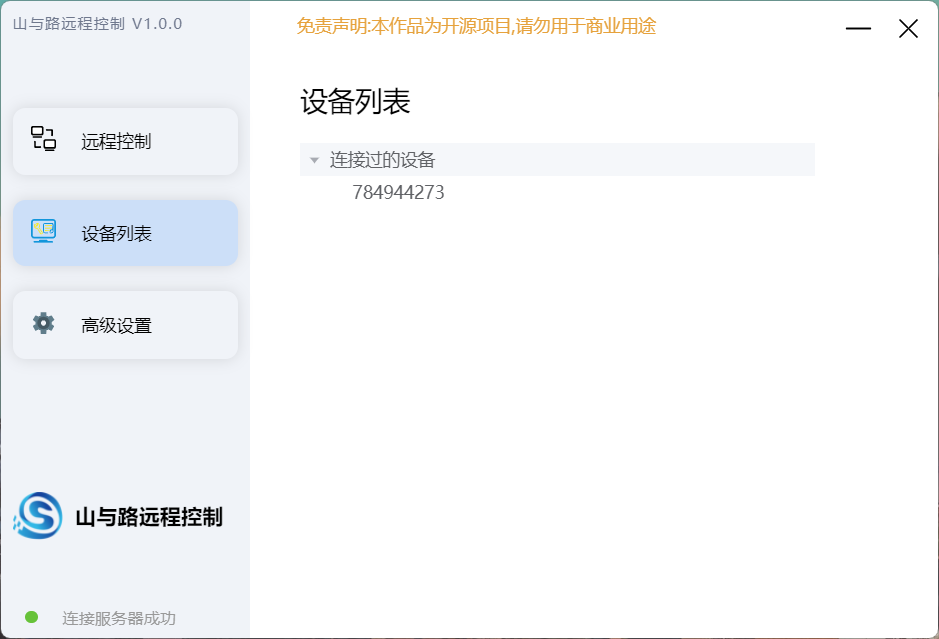 山与路远程控制 V1.0.0
免责声明:本作品为开源项目,请勿用于商业用途
设备列表
远程控制
连接过的设备
784944273
设备列表
高级设置
山与路远程控制
连接服务器成功